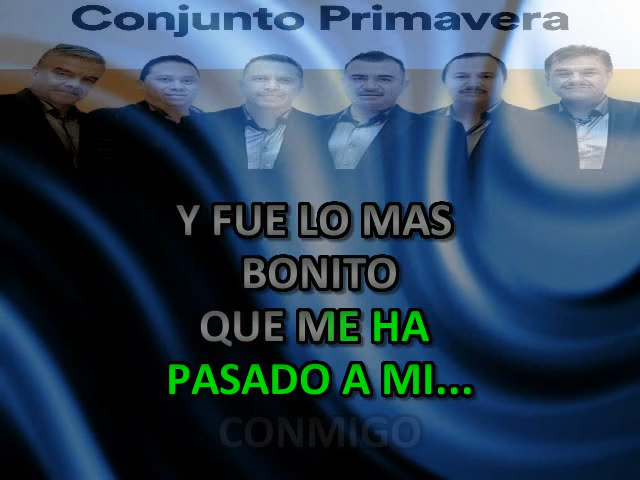 Conjunto Primavera
Y FUE LO MAS
BONITO
QUE ME HA
PASADO A MI...
CONMIGO